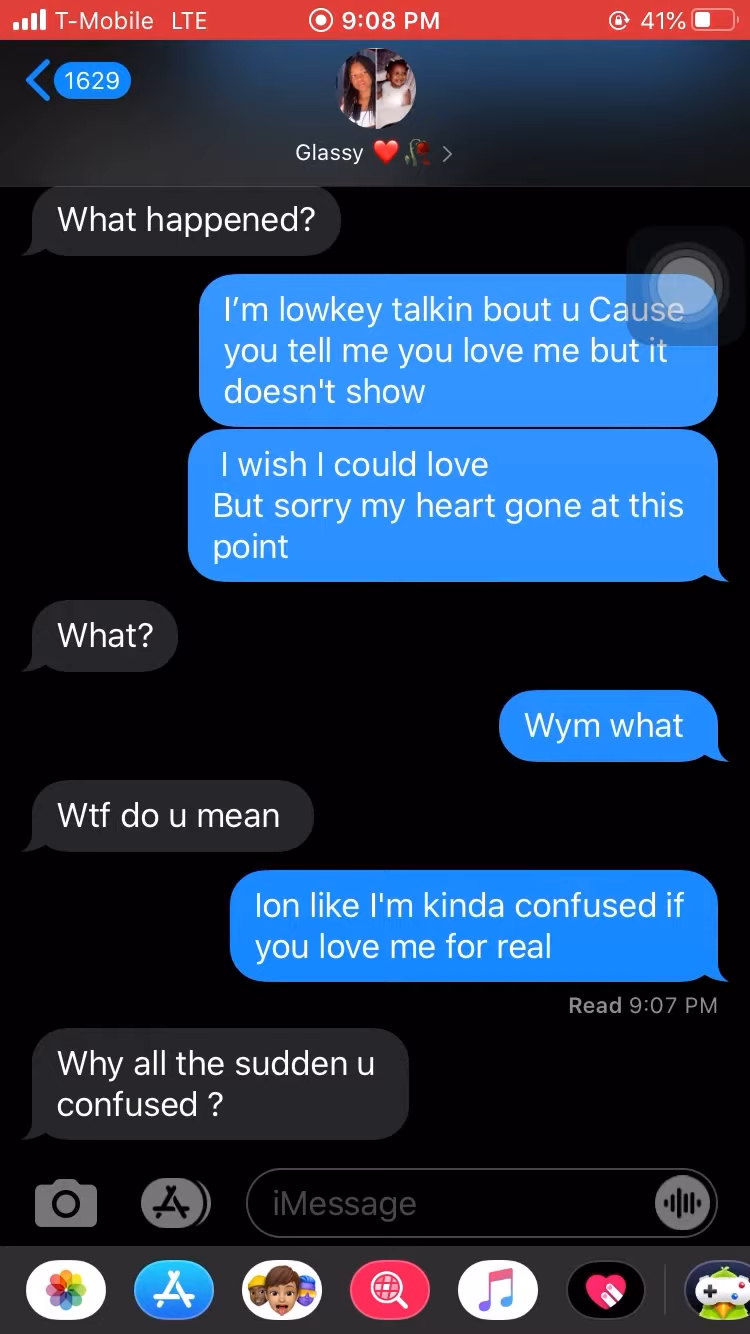 T-Mobile LTE 9:08 PM 41%
1629
Glassy ❤️🥀
What happened?
I’m lowkey talkin bout u Cause
you tell me you love me but it
doesn't show
I wish I could love
But sorry my heart gone at this
point
What?
Wym what
Wtf do u mean
Ion like I'm kinda confused if
you love me for real
Read 9:07 PM
Why all the sudden u
confused ?
iMessage